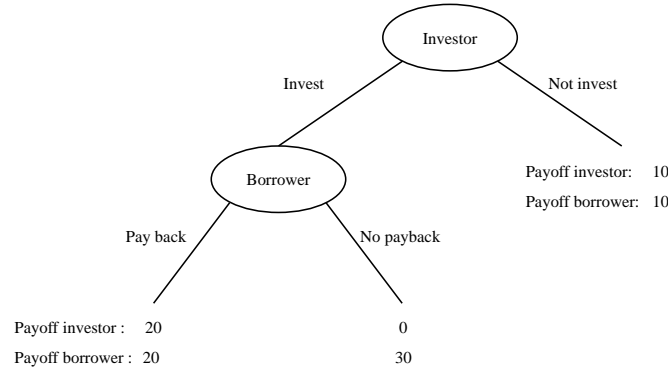 Investor
Invest
Not invest
Borrower
Payoff investor: 10
Payoff borrower: 10
Pay back
No payback
Payoff investor : 20 0
Payoff borrower : 20 30